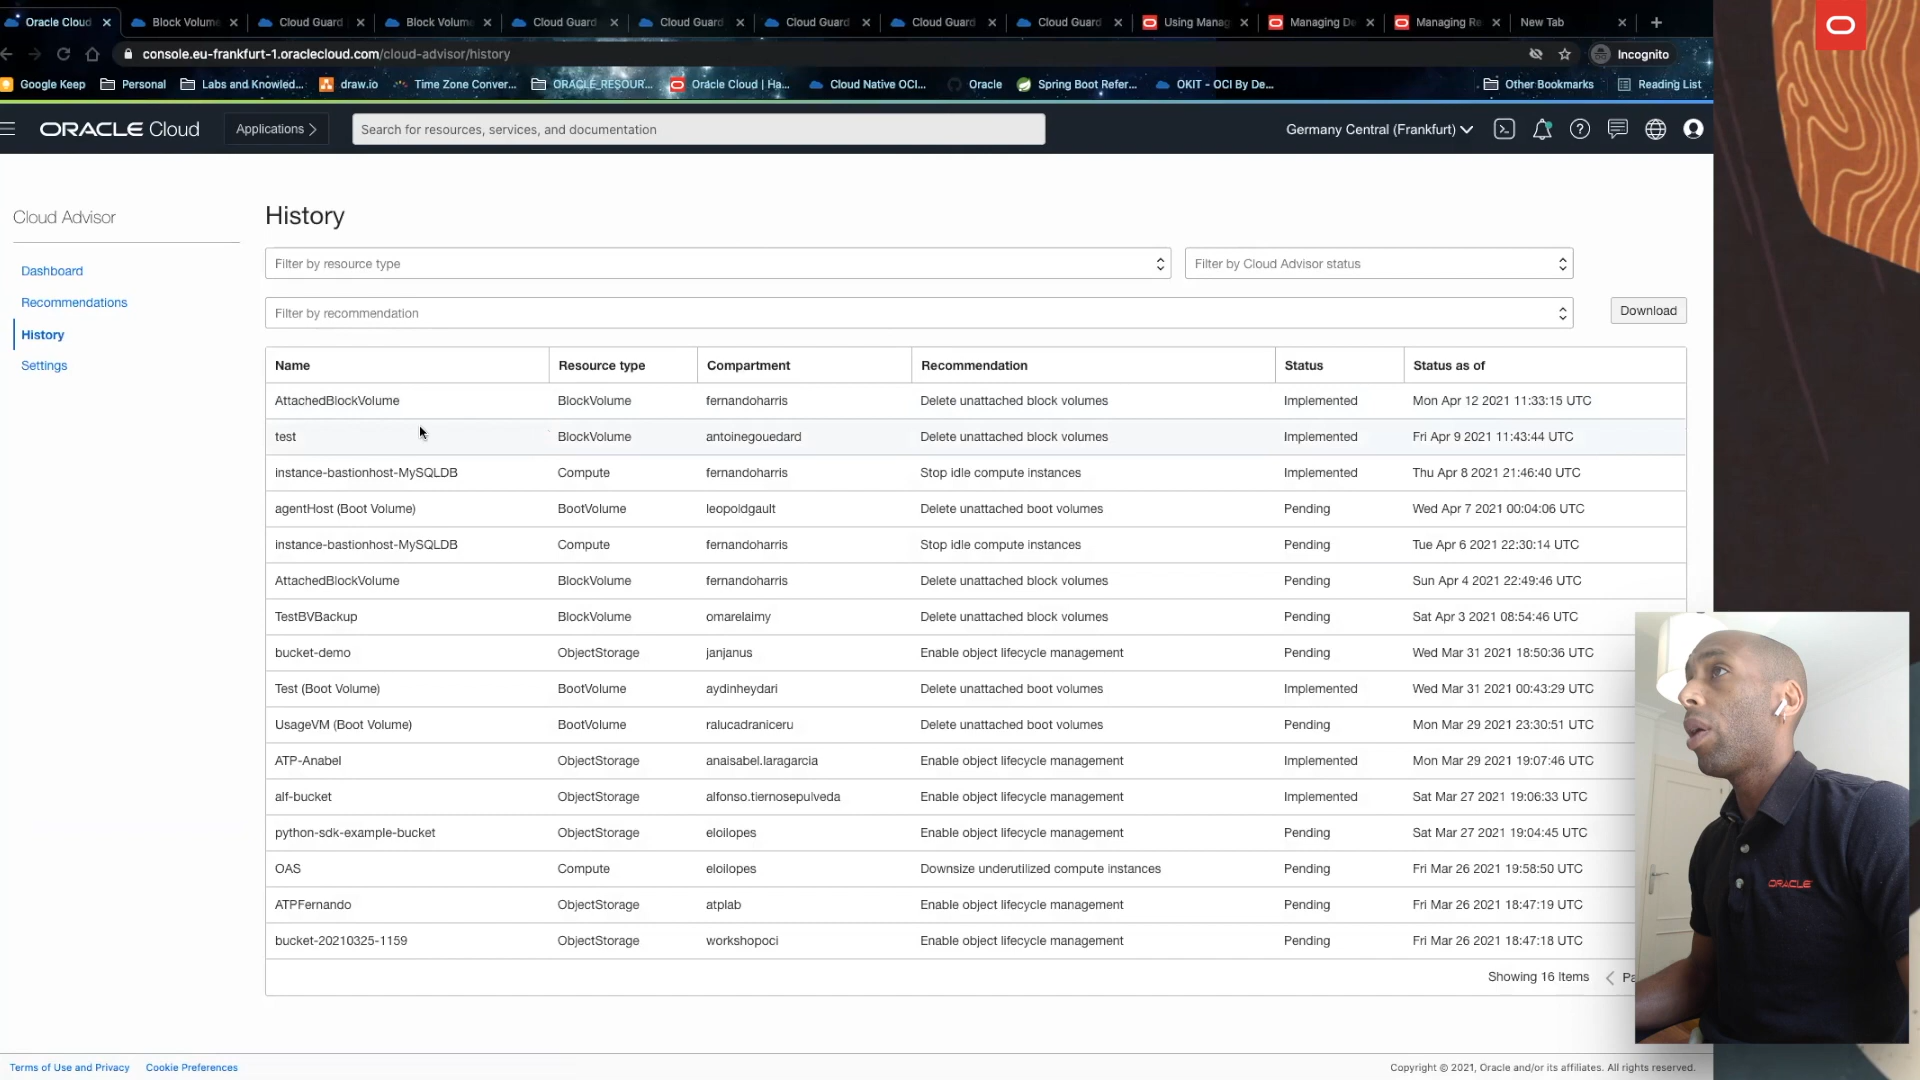 Oracle Cloud
Block Volume
Cloud Guard
Block Volume
Cloud Guard
Cloud Guard
Cloud Guard
Cloud Guard
Cloud Guard
Using Manag
Managing D
Managing Re
New Tab
console.eu-frankfurt-1.oraclecloud.com/cloud-advisor/history
Incognito
Google Keep
Personal
Labs and Knowled...
draw.io
Time Zone Conver...
ORACLE_RESOUR...
Oracle Cloud | Ha...
Cloud Native OCI...
Oracle
Spring Boot Refer...
OKIT - OCI By De...
Other Bookmarks
Reading List
ORACLE Cloud
Applications
Search for resources, services, and documentation
Germany Central (Frankfurt)
Cloud Advisor
Dashboard
Recommendations
History
Settings
History
Filter by resource type
Filter by Cloud Advisor status
Filter by recommendation
Download
Name Resource type Compartment Recommendation Status Status as of
AttachedBlockVolume BlockVolume fernandoharris Delete unattached block volumes Implemented Mon Apr 12 2021 11:33:15 UTC
test BlockVolume antoinegouedard Delete unattached block volumes Implemented Fri Apr 9 2021 11:43:44 UTC
instance-bastionhost-MySQLDB Compute fernandoharris Stop idle compute instances Implemented Thu Apr 8 2021 21:46:40 UTC
agentHost (Boot Volume) BootVolume leopoldgault Delete unattached boot volumes Pending Wed Apr 7 2021 00:04:06 UTC
instance-bastionhost-MySQLDB Compute fernandoharris Stop idle compute instances Pending Tue Apr 6 2021 22:30:14 UTC
AttachedBlockVolume BlockVolume fernandoharris Delete unattached block volumes Pending Sun Apr 4 2021 22:49:46 UTC
TestBVBackup BlockVolume omarelaimy Delete unattached block volumes Pending Sat Apr 3 2021 08:54:46 UTC
bucket-demo ObjectStorage janjanus Enable object lifecycle management Pending Wed Mar 31 2021 18:50:36 UTC
Test (Boot Volume) BootVolume aydinheydari Delete unattached boot volumes Implemented Wed Mar 31 2021 00:43:29 UTC
UsageVM (Boot Volume) BootVolume ralucadraniceru Delete unattached boot volumes Pending Mon Mar 29 2021 23:30:51 UTC
ATP-Anabel ObjectStorage anaisabel.laragarcia Enable object lifecycle management Implemented Mon Mar 29 2021 19:07:46 UTC
alf-bucket ObjectStorage alfonso.tiernosepulveda Enable object lifecycle management Implemented Sat Mar 27 2021 19:06:33 UTC
python-sdk-example-bucket ObjectStorage eloilopes Enable object lifecycle management Pending Sat Mar 27 2021 19:04:45 UTC
OAS Compute eloilopes Downsize underutilized compute instances Pending Fri Mar 26 2021 19:58:50 UTC
ATPFernando ObjectStorage atplab Enable object lifecycle management Pending Fri Mar 26 2021 18:47:19 UTC
bucket-20210325-1159 ObjectStorage workshopoci Enable object lifecycle management Pending Fri Mar 26 2021 18:47:18 UTC
Showing 16 Items
ORACLE
Terms of Use and Privacy
Cookie Preferences
Copyright © 2021, Oracle and/or its affiliates. All rights reserved.